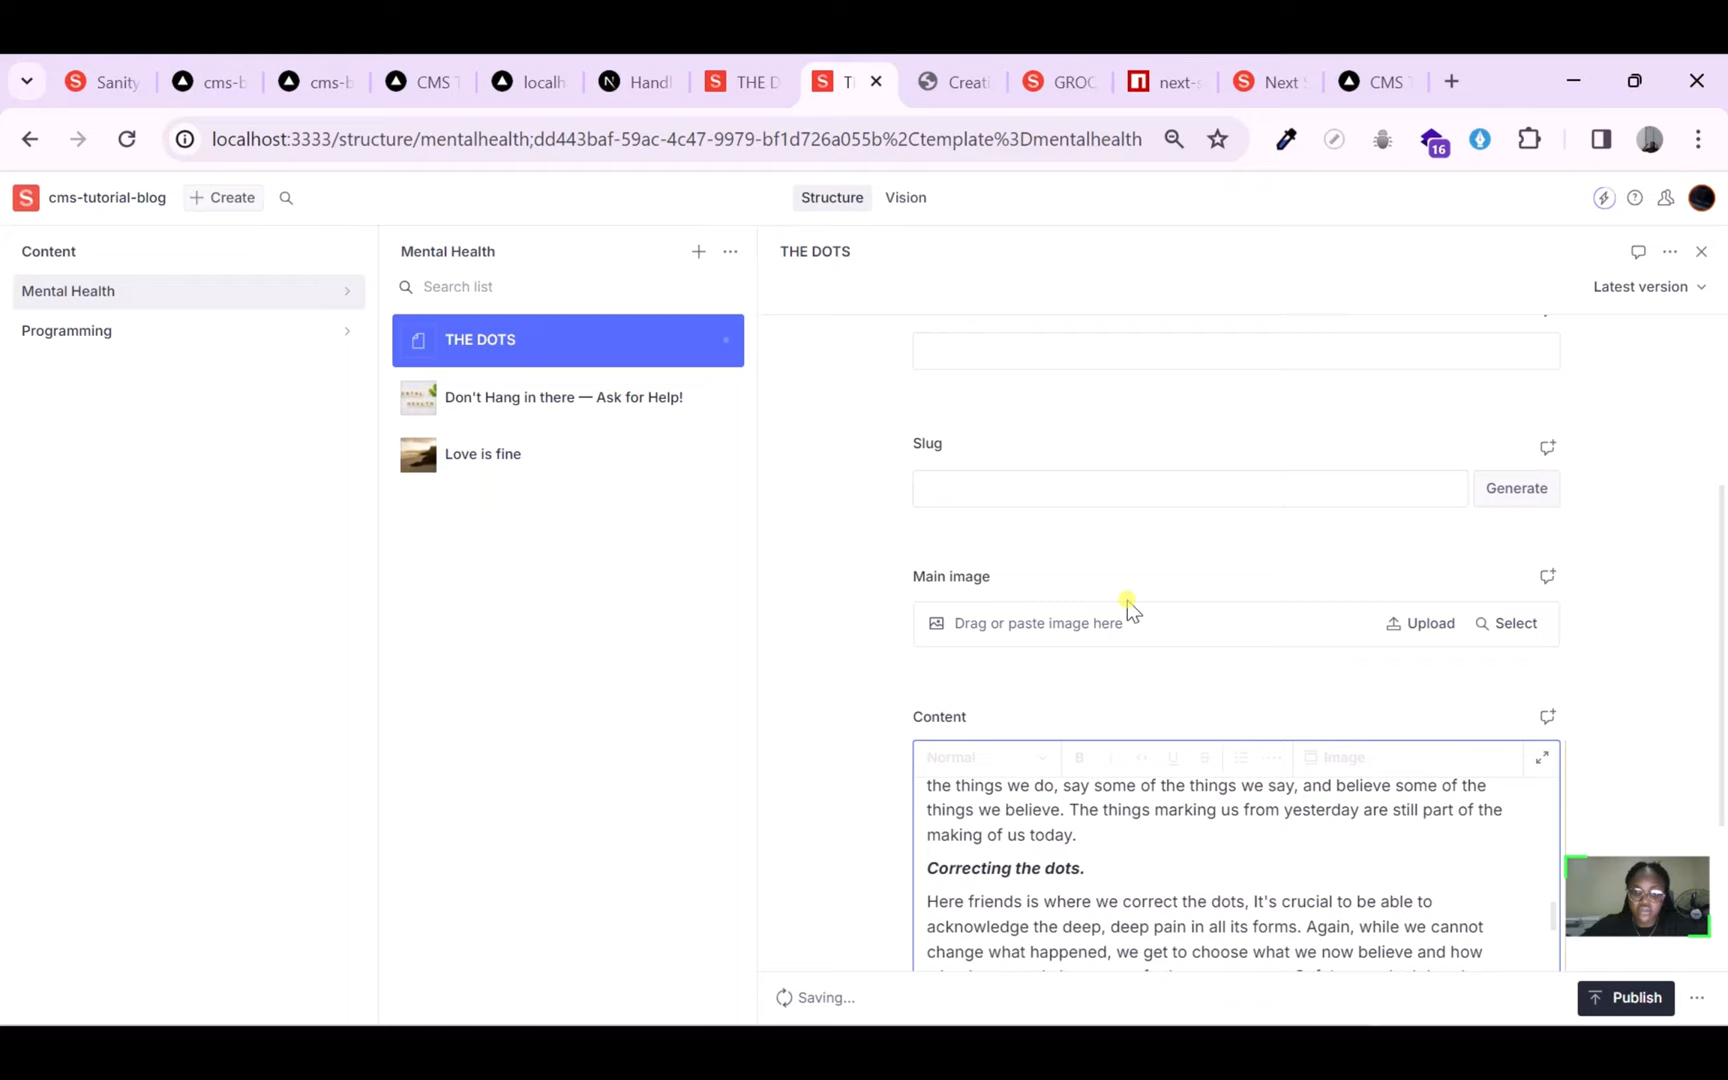 Sanity
cms-b
cms-b
CMS T
localh
Handl
THE D
T
Creati
GROC
next-s
Next S
CMS T
localhost:3333/structure/mentalhealth;dd443baf-59ac-4c47-9979-bf1d726a055b%2Ctemplate%3Dmentalhealth
16
cms-tutorial-blog
Create
Structure
Vision
Content
Mental Health
THE DOTS
Mental Health
Search list
Latest version
Programming
THE DOTS
Don't Hang in there — Ask for Help!
Love is fine
Slug
Generate
Main image
Drag or paste image here
Upload
Select
Content
Normal
B
I
U
S
Image
the things we do, say some of the things we say, and believe some of the
things we believe. The things marking us from yesterday are still part of the
making of us today.
Correcting the dots.
Here friends is where we correct the dots, It's crucial to be able to
acknowledge the deep, deep pain in all its forms. Again, while we cannot
change what happened, we get to choose what we now believe and how
Saving...
Publish